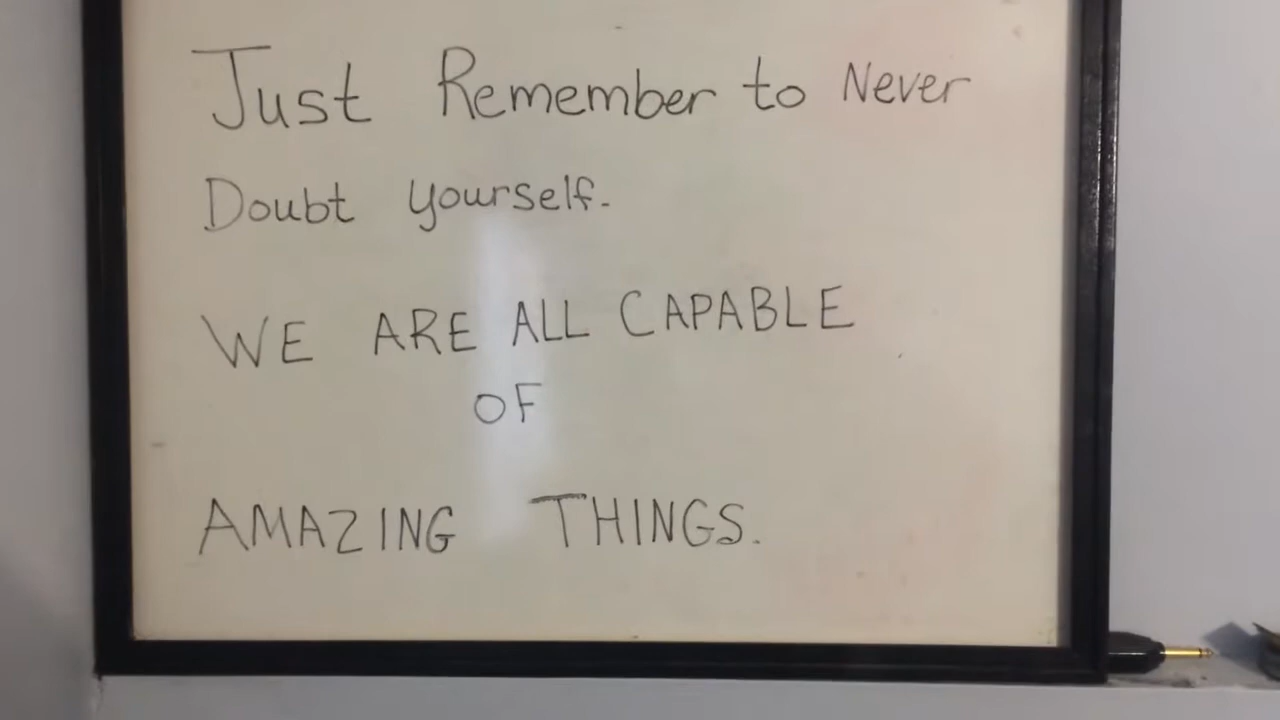 Just Remember to Never
Doubt yourself.
WE ARE ALL CAPABLE
OF
AMAZING THINGS.